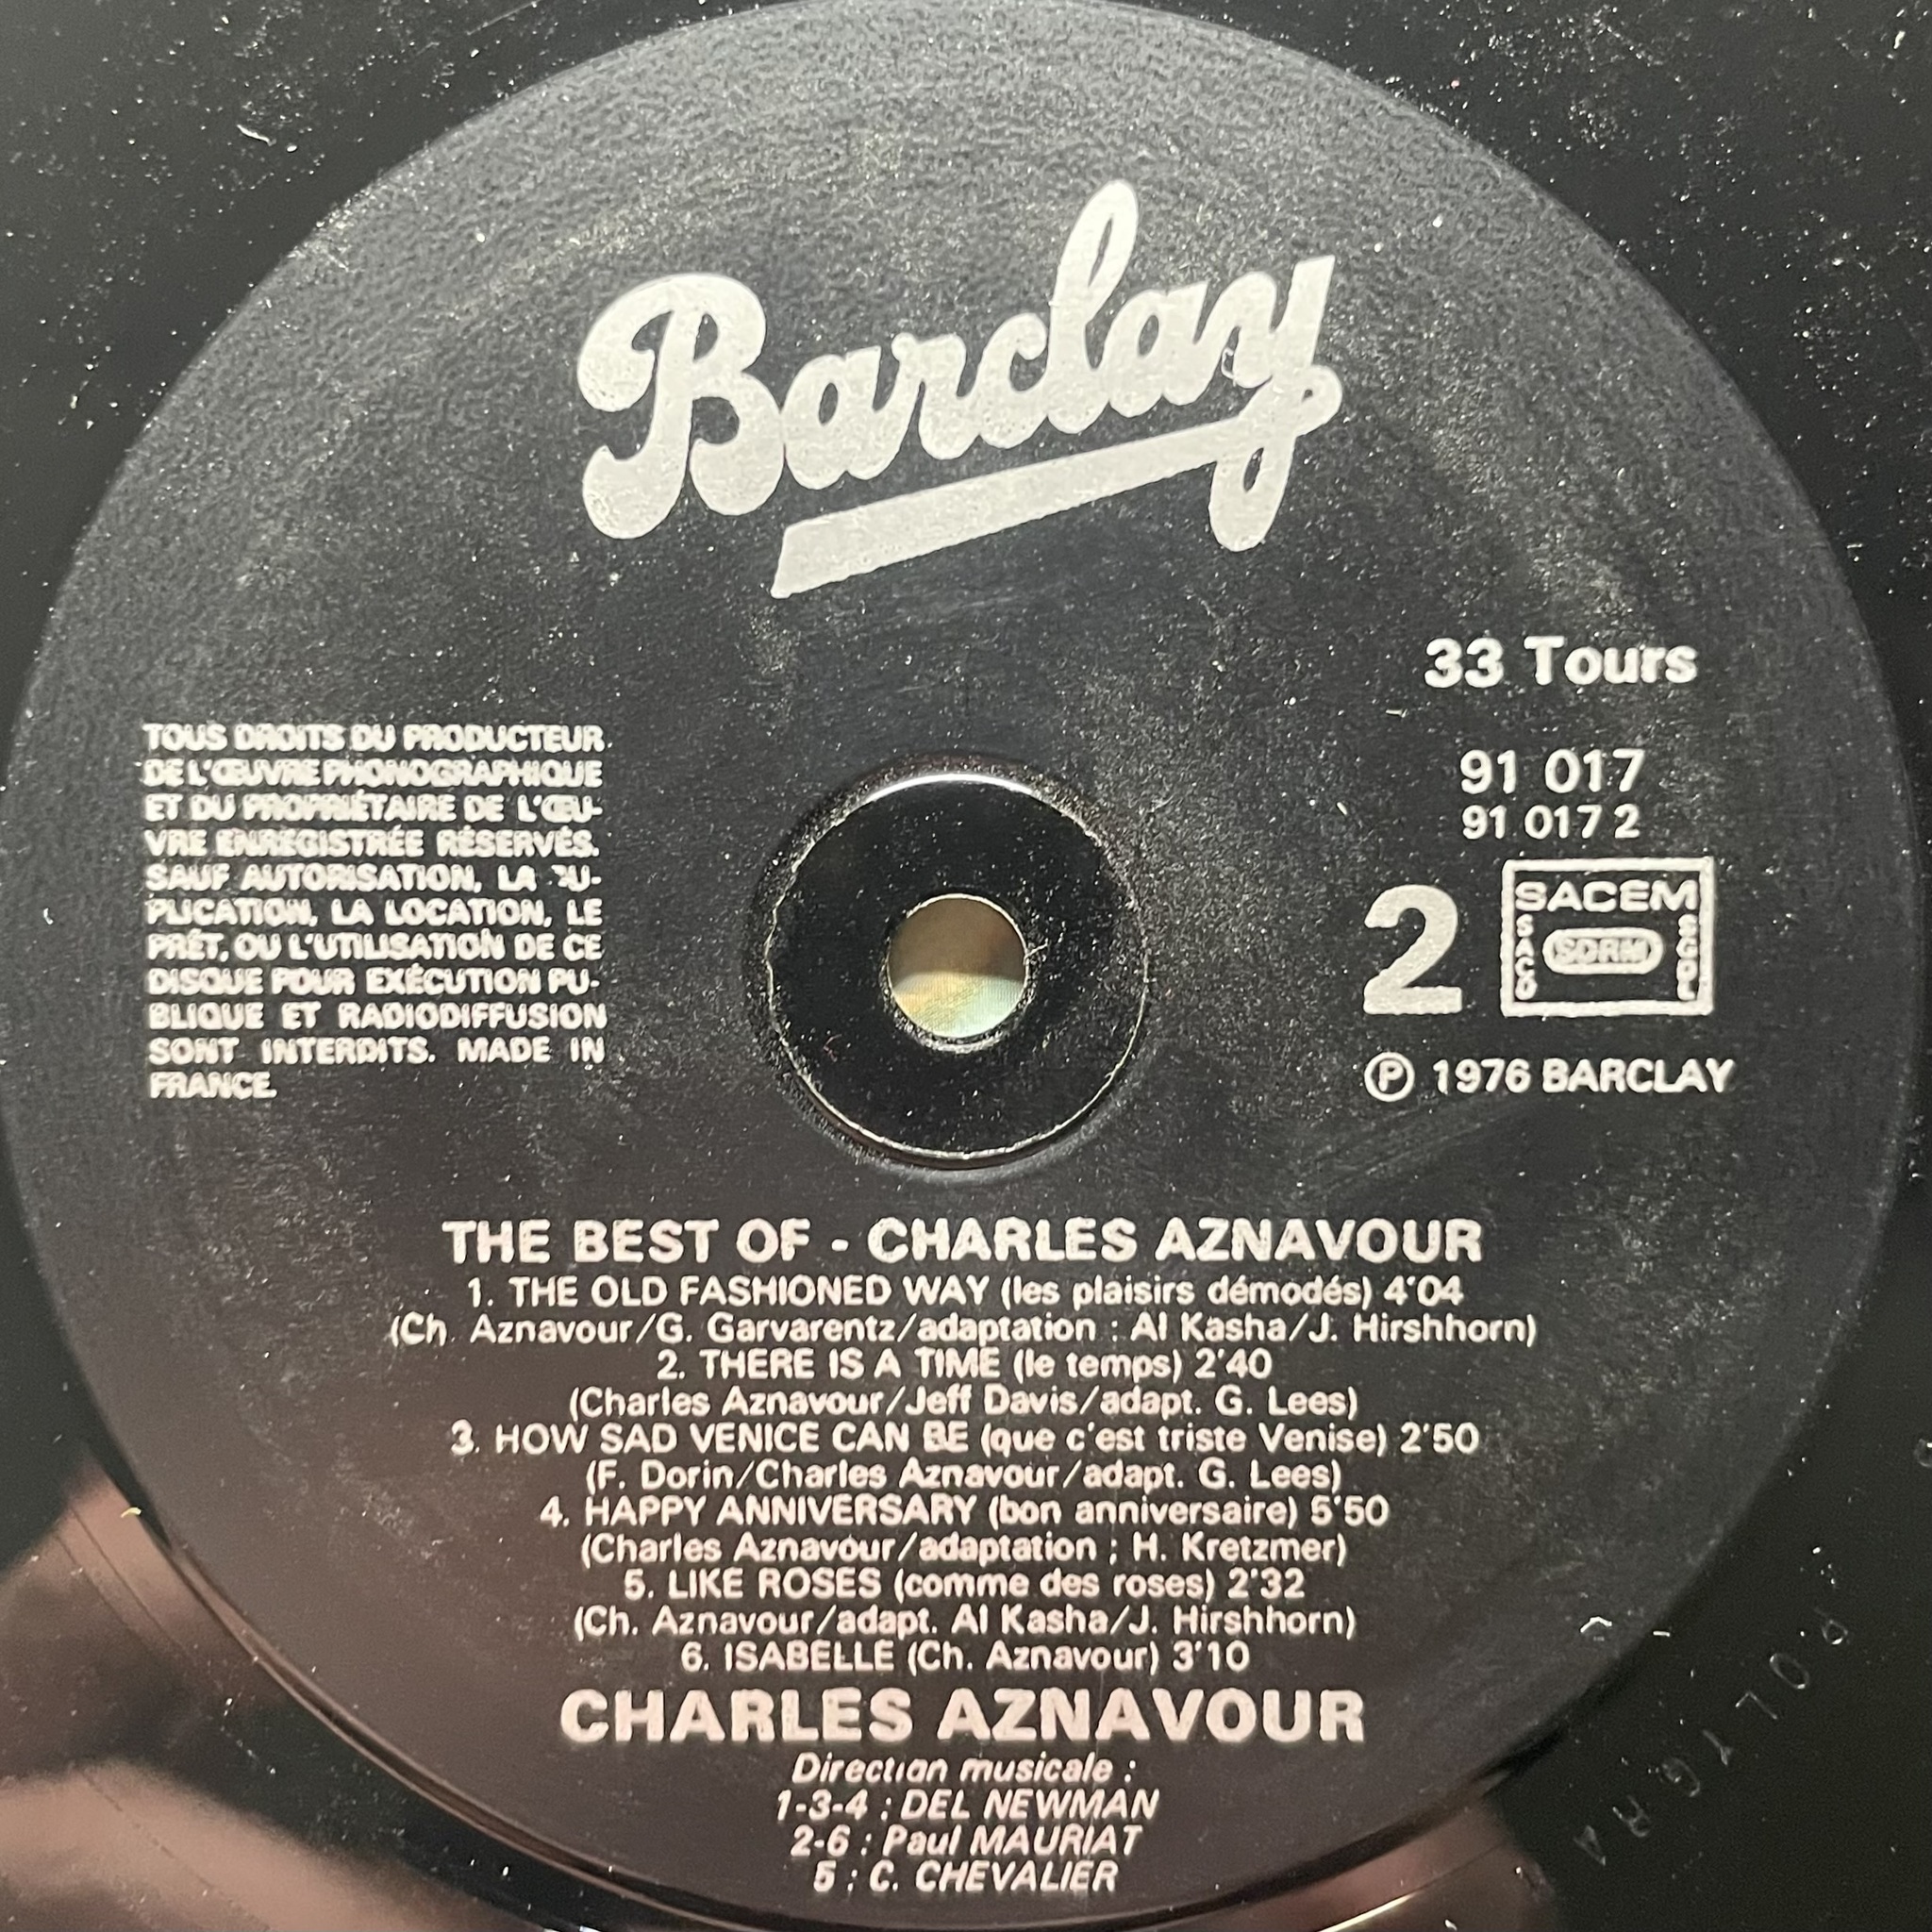 Barclay
33 Tours
91 017
91 017 2
2
SACEM
SACD
SDRM
SGDL
Ⓟ 1976 BARCLAY
TOUS DROITS DU PRODUCTEUR
DE L'ŒUVRE PHONOGRAPHIQUE
ET DU PROPRIÉTAIRE DE L'ŒU-
VRE ENREGISTRÉE RÉSERVÉS.
SAUF AUTORISATION, LA DU-
PLICATION, LA LOCATION, LE
PRÊT, OU L'UTILISATION DE CE
DISQUE POUR EXÉCUTION PU-
BLIQUE ET RADIODIFFUSION
SONT INTERDITS. MADE IN
FRANCE.
THE BEST OF - CHARLES AZNAVOUR
1. THE OLD FASHIONED WAY (les plaisirs démodés) 4'04
(Ch. Aznavour/G. Garvarentz/adaptation : Al Kasha/J. Hirshhorn)
2. THERE IS A TIME (le temps) 2'40
(Charles Aznavour/Jeff Davis/adapt. G. Lees)
3. HOW SAD VENICE CAN BE (que c'est triste Venise) 2'50
(F. Dorin/Charles Aznavour/adapt. G. Lees)
4. HAPPY ANNIVERSARY (bon anniversaire) 5'50
(Charles Aznavour/adaptation ; H. Kretzmer)
5. LIKE ROSES (comme des roses) 2'32
(Ch. Aznavour/adapt. Al Kasha/J. Hirshhorn)
6. ISABELLE (Ch. Aznavour) 3'10
CHARLES AZNAVOUR
Direction musicale :
1-3-4 : DEL NEWMAN
2-6 : Paul MAURIAT
5 : C. CHEVALIER
POLYGRA